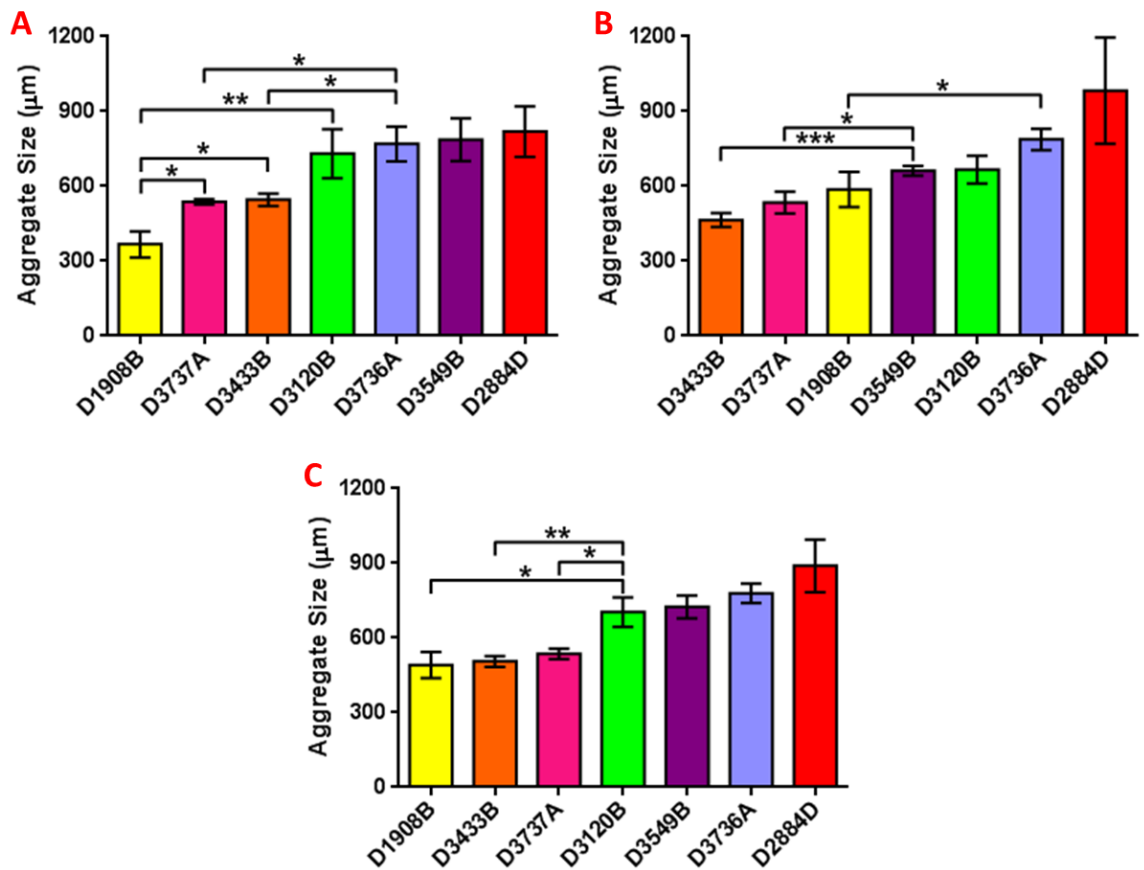 A
Aggregate Size (μm)
1200
900
600
300
0
*
*
**
*
*
D1908B
D3737A
D3433B
D3120B
D3736A
D3549B
D2884D
B
Aggregate Size (μm)
1200
900
600
300
0
*
*
***
D3433B
D3737A
D1908B
D3549B
D3120B
D3736A
D2884D
C
Aggregate Size (μm)
1200
900
600
300
0
**
*
*
D1908B
D3433B
D3737A
D3120B
D3549B
D3736A
D2884D